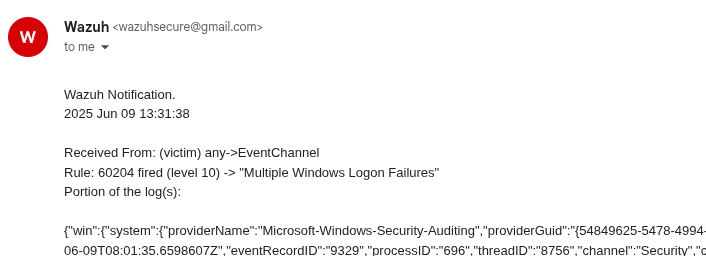 W
Wazuh <wazuhsecure@gmail.com>
to me
Wazuh Notification.
2025 Jun 09 13:31:38
Received From: (victim) any->EventChannel
Rule: 60204 fired (level 10) -> "Multiple Windows Logon Failures"
Portion of the log(s):
{"win":{"system":{"providerName":"Microsoft-Windows-Security-Auditing","providerGuid":"{54849625-5478-4994-
06-09T08:01:35.6598607Z","eventRecordID":"9329","processID":"696","threadID":"8756","channel":"Security","c